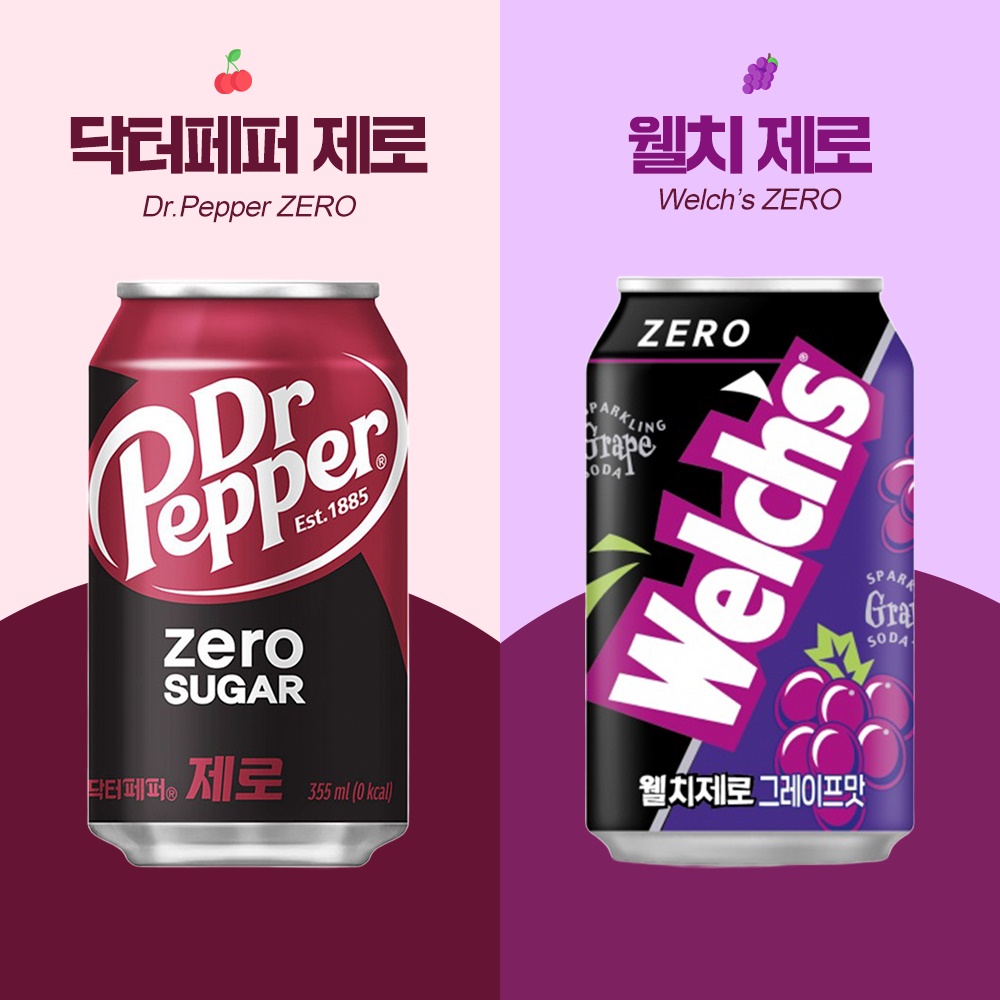 닥터페퍼 제로
Dr.Pepper ZERO
Dr
Pepper®
Est.1885
zero
SUGAR
닥터페퍼® 제로 355 ml (0 kcal)
웰치 제로
Welch’s ZERO
ZERO
Welch's®
SPARKLING
Grape
SODA
Grape
SODA
웰치제로 그레이프맛